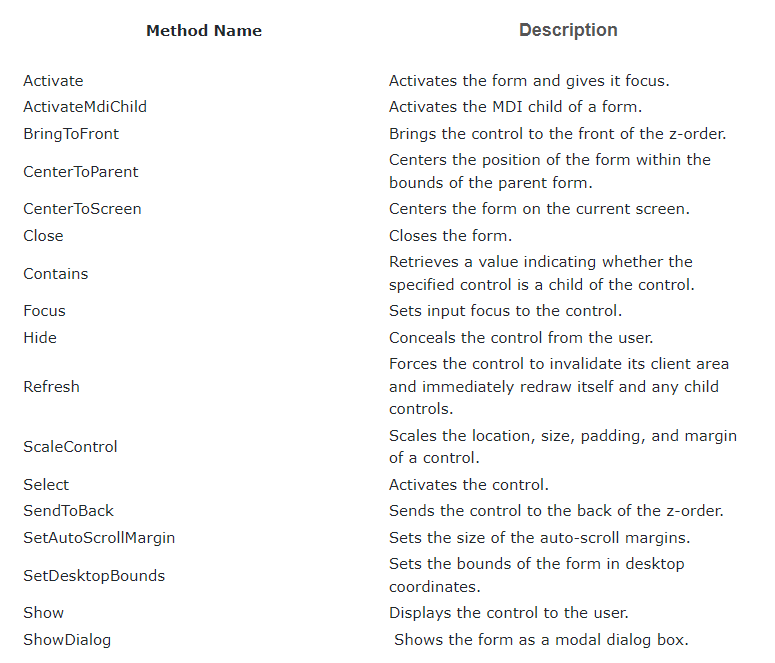 Method Name Description
Activate Activates the form and gives it focus.
ActivateMdiChild Activates the MDI child of a form.
BringToFront Brings the control to the front of the z-order.
CenterToParent Centers the position of the form within the
bounds of the parent form.
CenterToScreen Centers the form on the current screen.
Close Closes the form.
Contains Retrieves a value indicating whether the
specified control is a child of the control.
Focus Sets input focus to the control.
Hide Conceals the control from the user.
Refresh Forces the control to invalidate its client area
and immediately redraw itself and any child
controls.
ScaleControl Scales the location, size, padding, and margin
of a control.
Select Activates the control.
SendToBack Sends the control to the back of the z-order.
SetAutoScrollMargin Sets the size of the auto-scroll margins.
SetDesktopBounds Sets the bounds of the form in desktop
coordinates.
Show Displays the control to the user.
ShowDialog Shows the form as a modal dialog box.